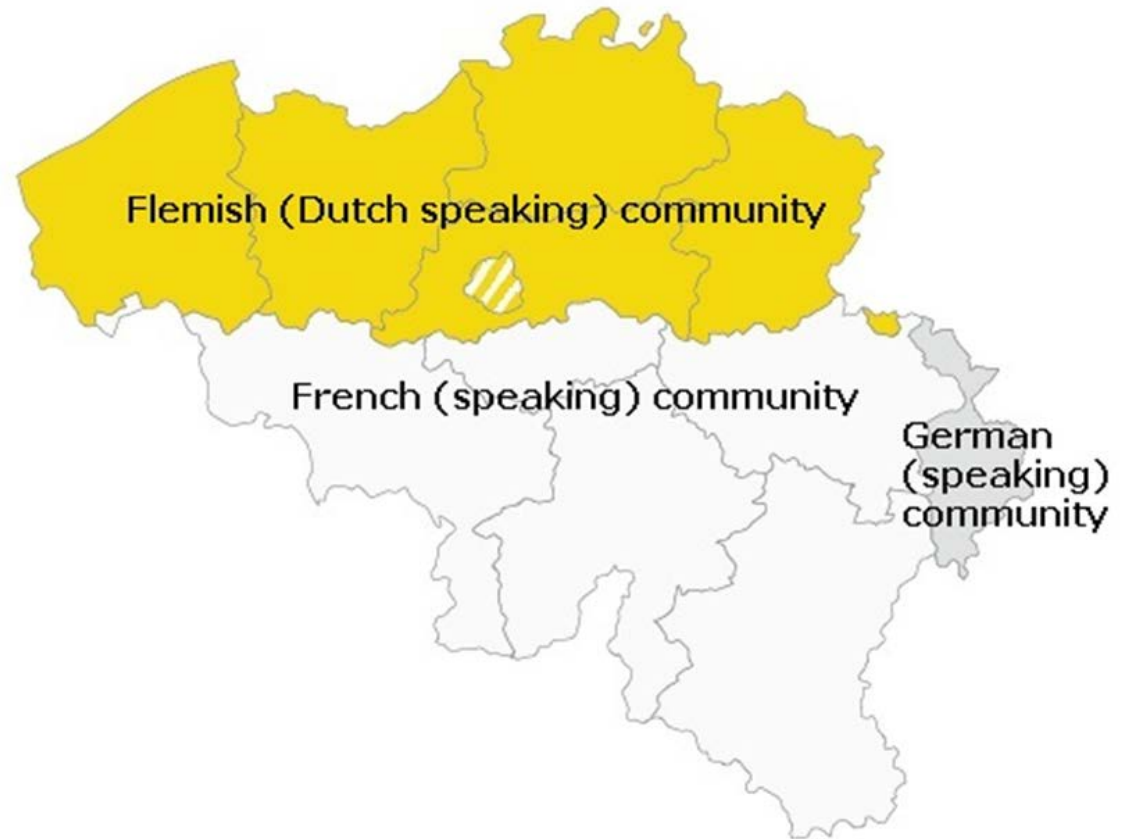 Flemish (Dutch speaking) community
French (speaking) community
German
(speaking)
community